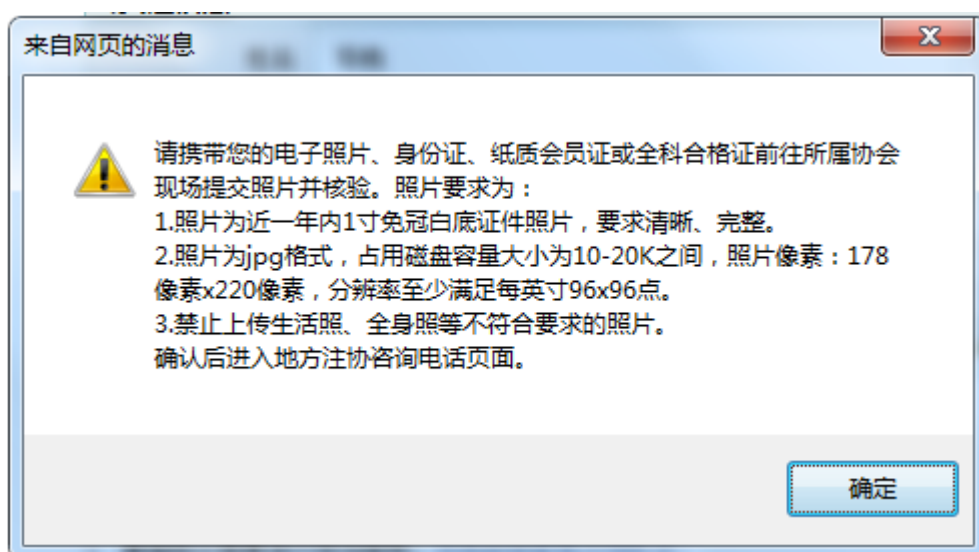 来自网页的消息
请携带您的电子照片、身份证、纸质会员证或全科合格证前往所属协会
现场提交照片并核验。照片要求为：
1.照片为近一年内1寸免冠白底证件照片，要求清晰、完整。
2.照片为jpg格式，占用磁盘容量大小为10-20K之间，照片像素：178
像素x220像素，分辨率至少满足每英寸96x96点。
3.禁止上传生活照、全身照等不符合要求的照片。
确认后进入地方注协咨询电话页面。
确定